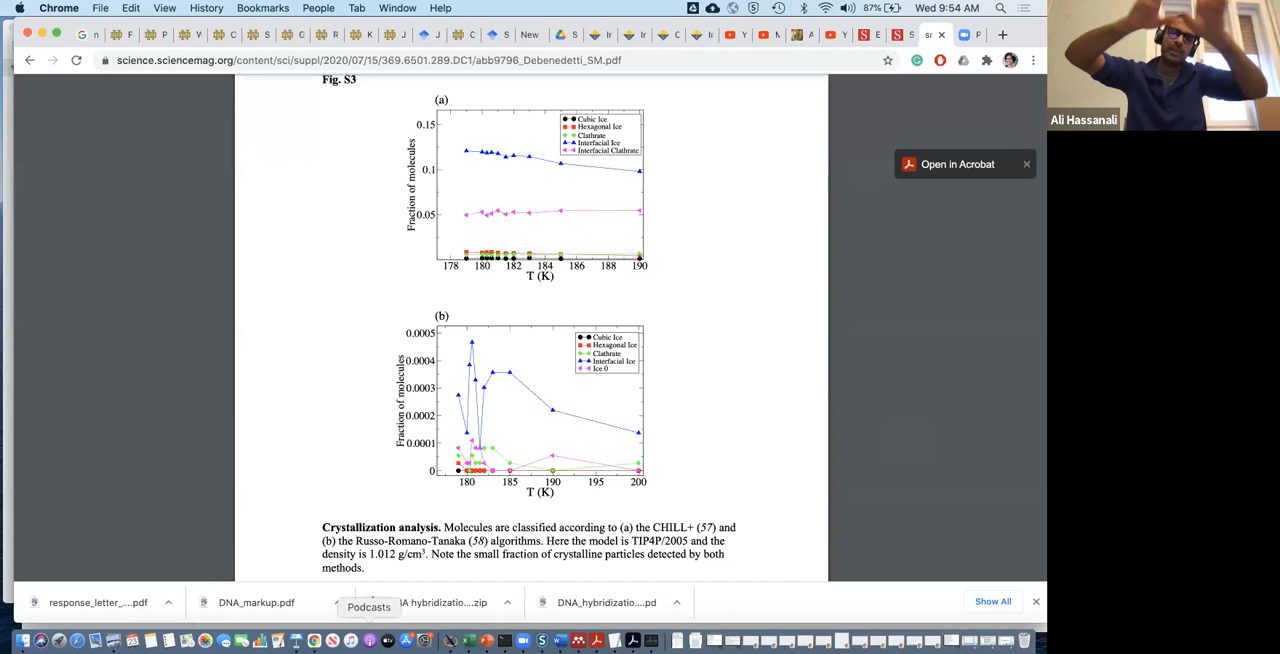 Chrome File Edit View History Bookmarks People Tab Window Help
87% Wed 9:54 AM
New
science.sciencemag.org/content/sci/suppl/2020/07/15/369.6501.289.DC1/abb9796_Debenedetti_SM.pdf
Ali Hassanali
Open in Acrobat
Fig. S3
(a)
Cubic Ice
Hexagonal Ice
Clathrate
Interfacial Ice
Interfacial Clathrate
0.15
0.1
0.05
Fraction of molecules
178 180 182 184 186 188 190
T (K)
(b)
Cubic Ice
Hexagonal Ice
Clathrate
Interfacial Ice
Ice 0
0.0005
0.0004
0.0003
0.0002
0.0001
0
Fraction of molecules
180 185 190 195 200
T (K)
Crystallization analysis. Molecules are classified according to (a) the CHILL+ (57) and
(b) the Russo-Romano-Tanaka (58) algorithms. Here the model is TIP4P/2005 and the
density is 1.012 g/cm³. Note the small fraction of crystalline particles detected by both
methods.
response_letter_....pdf DNA_markup.pdf NA hybridizatio....zip DNA_hybridizatio....pd Show All
Podcasts